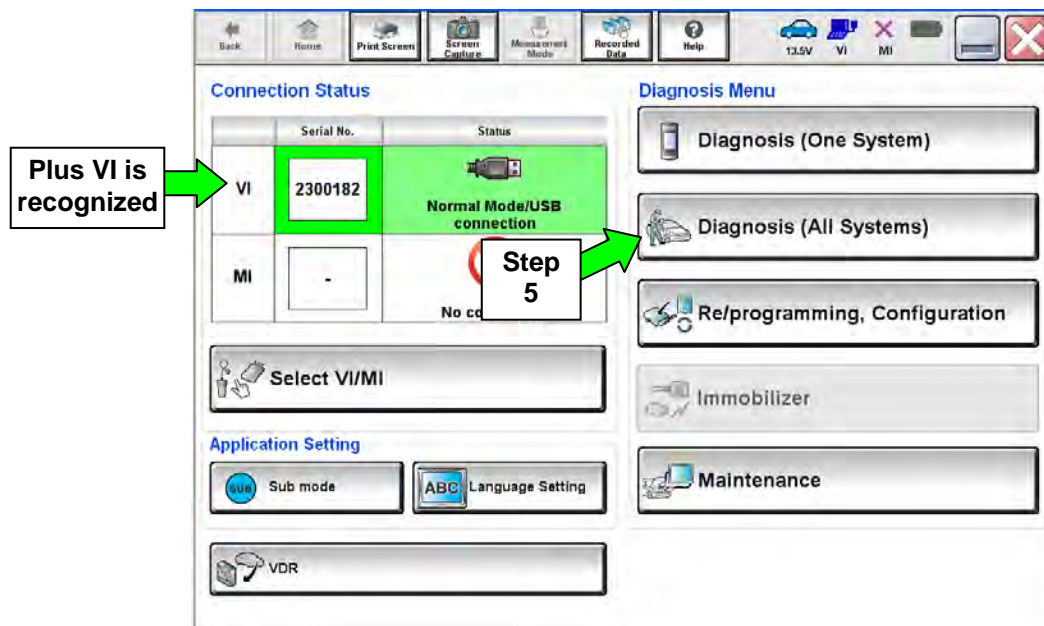 Back
Home
Print Screen
Screen
Capture
Measurement
Mode
Recorded
Data
Help
13.5V
VI
MI
Connection Status
Diagnosis Menu
Serial No.
Status
VI
2300182
Normal Mode/USB
connection
MI
-
No co
Plus VI is
recognized
Step
5
Select VI/MI
Application Setting
SUB
Sub mode
ABC
Language Setting
VDR
Diagnosis (One System)
Diagnosis (All Systems)
Re/programming, Configuration
Immobilizer
Maintenance